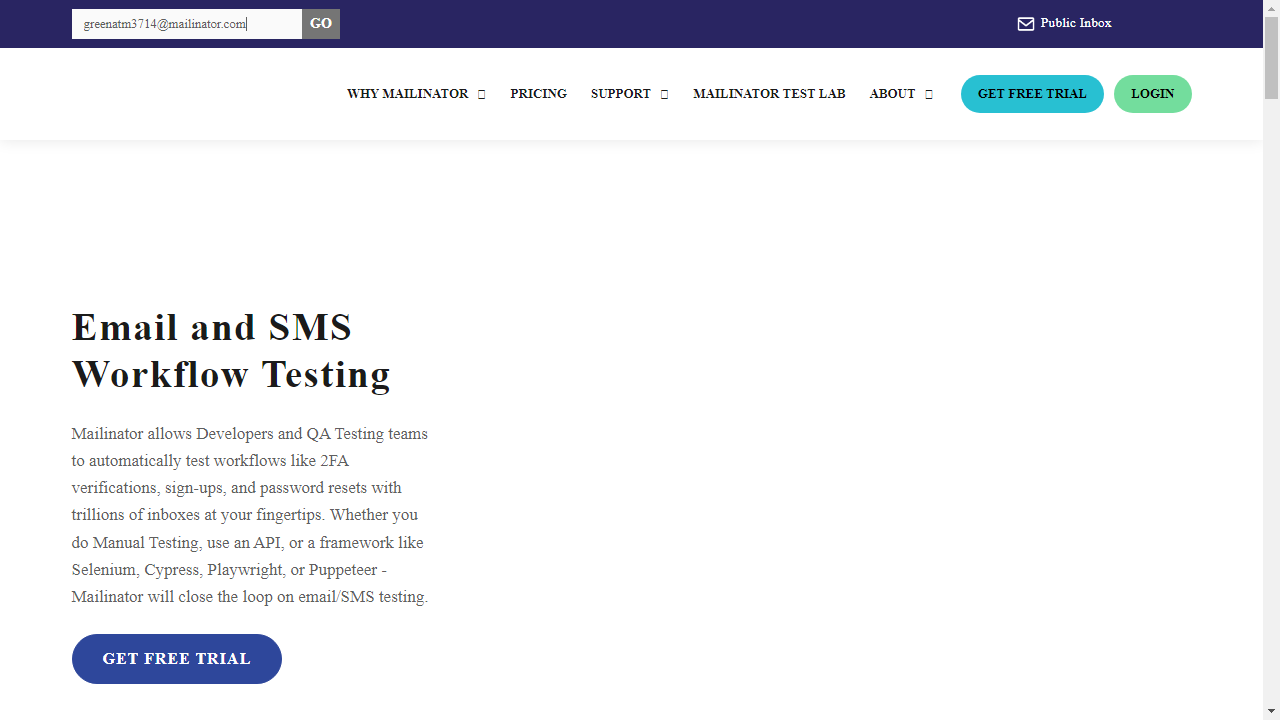 greenatm3714@mailinator.com GO Public Inbox
WHY MAILINATOR PRICING SUPPORT MAILINATOR TEST LAB ABOUT GET FREE TRIAL LOGIN
Email and SMS
Workflow Testing
Mailinator allows Developers and QA Testing teams
to automatically test workflows like 2FA
verifications, sign-ups, and password resets with
trillions of inboxes at your fingertips. Whether you
do Manual Testing, use an API, or a framework like
Selenium, Cypress, Playwright, or Puppeteer -
Mailinator will close the loop on email/SMS testing.
GET FREE TRIAL